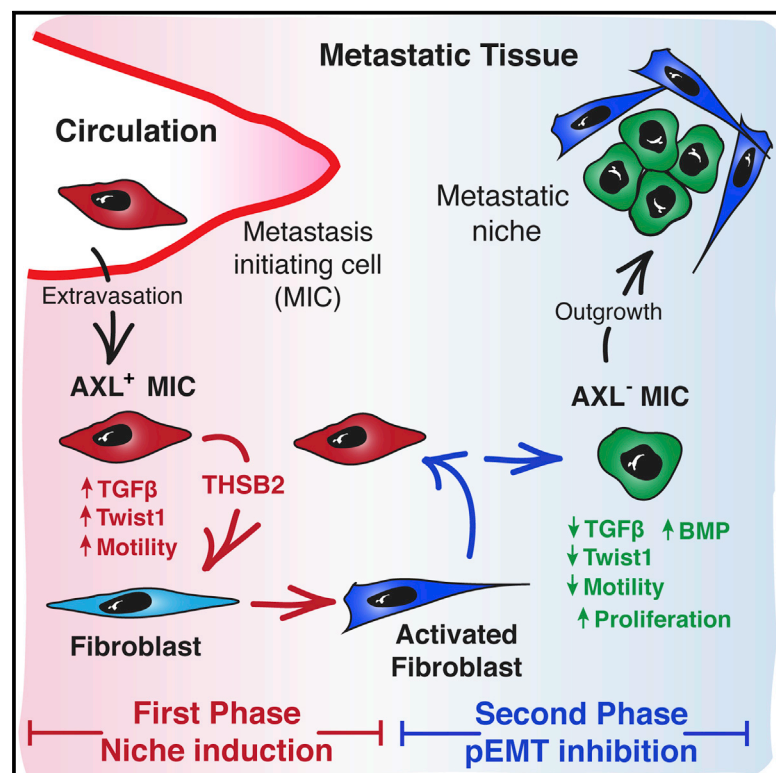 Metastatic Tissue
Circulation
Metastasis
initiating cell
(MIC)
Metastatic
niche
Extravasation
Outgrowth
AXL⁺ MIC
AXL⁻ MIC
↑ TGFβ
↑ Twist1
↑ Motility
THSB2
↓ TGFβ ↑ BMP
↓ Twist1
↓ Motility
↑ Proliferation
Fibroblast
Activated
Fibroblast
First Phase
Niche induction
Second Phase
pEMT inhibition